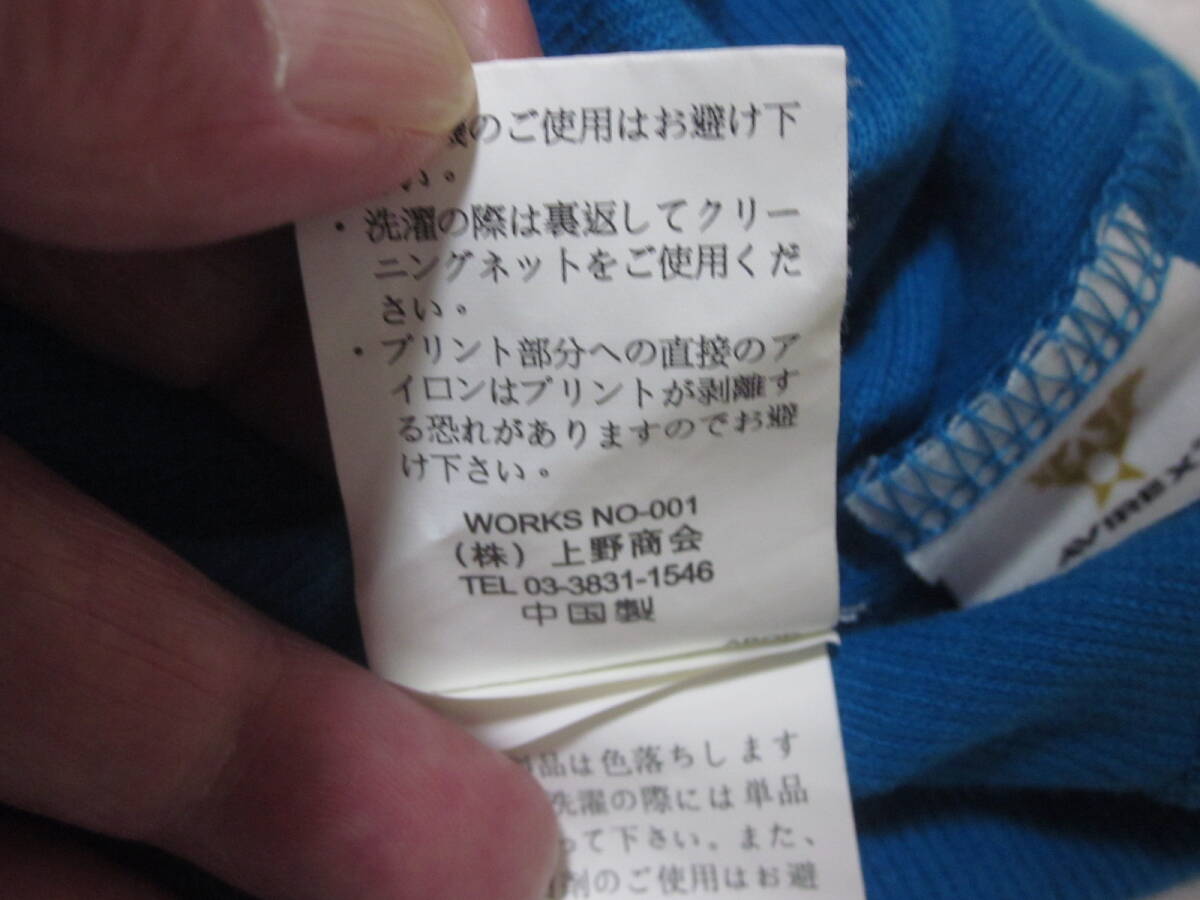 のご使用はお避け下
い。
・洗濯の際は裏返してクリー
ニングネットをご使用くだ
さい。
・プリント部分への直接のア
イロンはプリントが剥離す
る恐れがありますのでお避
け下さい。
WORKS NO-001
（株）上野商会
TEL 03-3831-1546
中国製
品は色落ちします
洗濯の際には単品
って下さい。また、
剤のご使用はお避
AVIREX